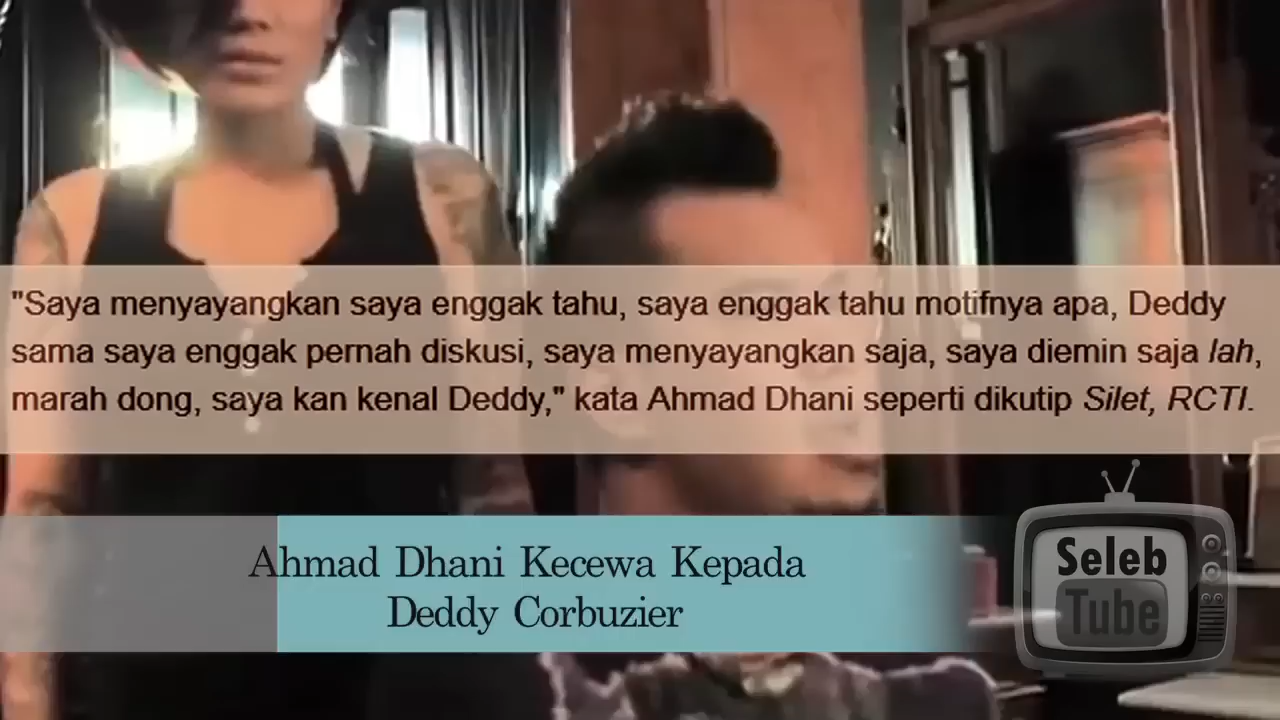 "Saya menyayangkan saya enggak tahu, saya enggak tahu motifnya apa, Deddy
sama saya enggak pernah diskusi, saya menyayangkan saja, saya diemin saja lah,
marah dong, saya kan kenal Deddy," kata Ahmad Dhani seperti dikutip Silet, RCTI.
Ahmad Dhani Kecewa Kepada
Deddy Corbuzier
Seleb
Tube